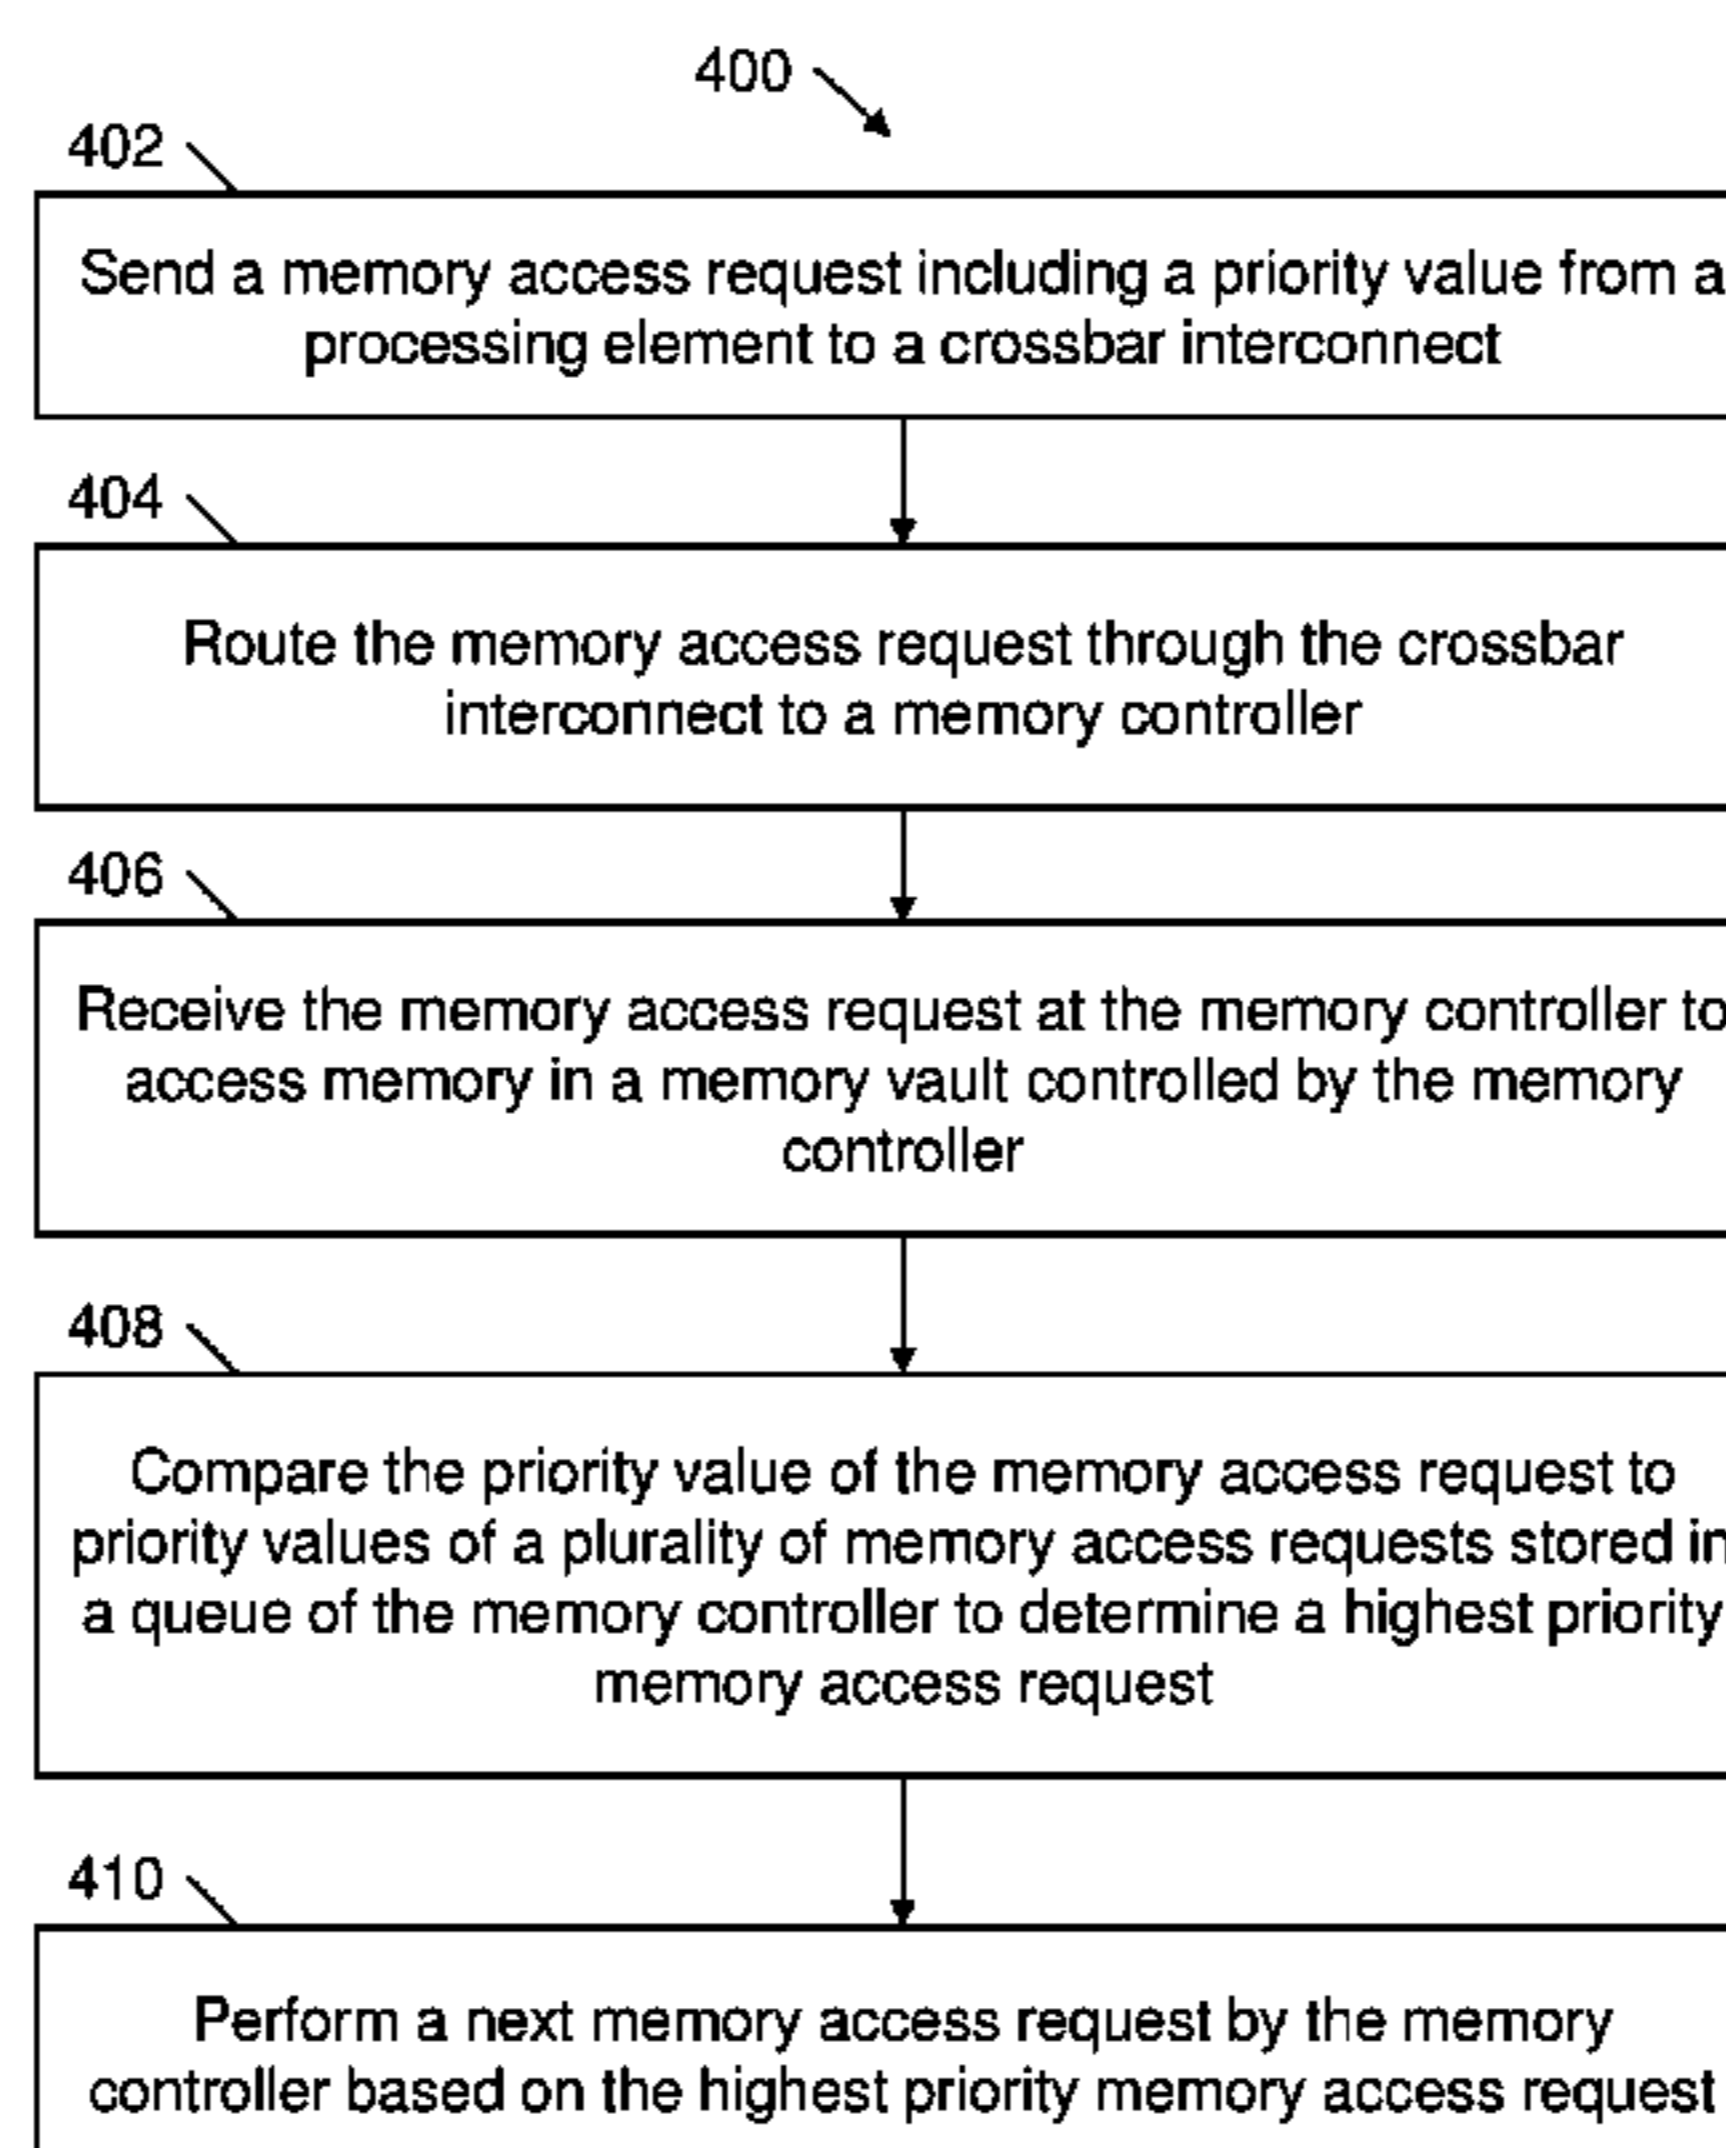 400
402
Send a memory access request including a priority value from a
processing element to a crossbar interconnect
404
Route the memory access request through the crossbar
interconnect to a memory controller
406
Receive the memory access request at the memory controller to
access memory in a memory vault controlled by the memory
controller
408
Compare the priority value of the memory access request to
priority values of a plurality of memory access requests stored in
a queue of the memory controller to determine a highest priority
memory access request
410
Perform a next memory access request by the memory
controller based on the highest priority memory access request